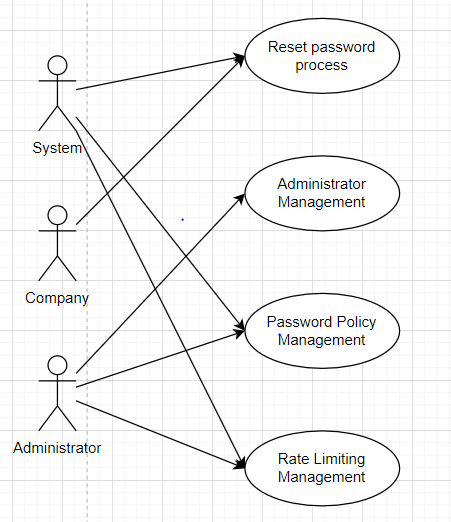 Reset password
process
System
Administrator
Management
Company
Password Policy
Management
Administrator
Rate Limiting
Management